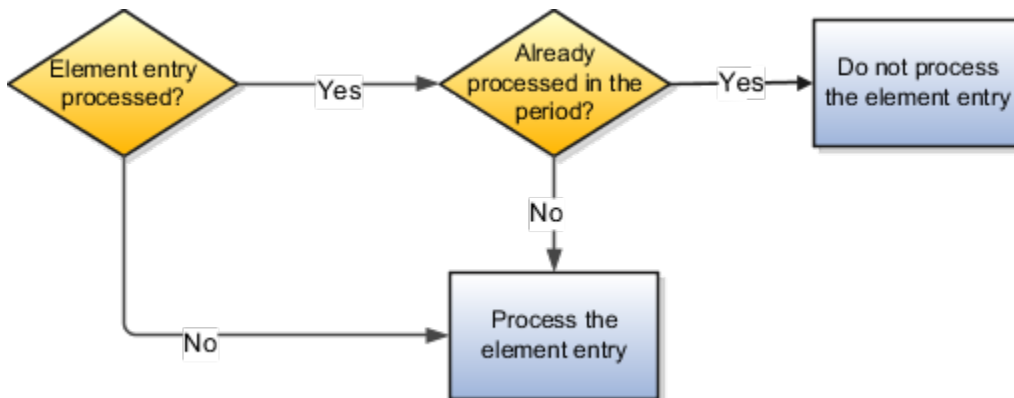 Element entry
processed?
Yes
Already
processed in the
period?
Yes
Do not process
the element entry
No
No
Process the
element entry